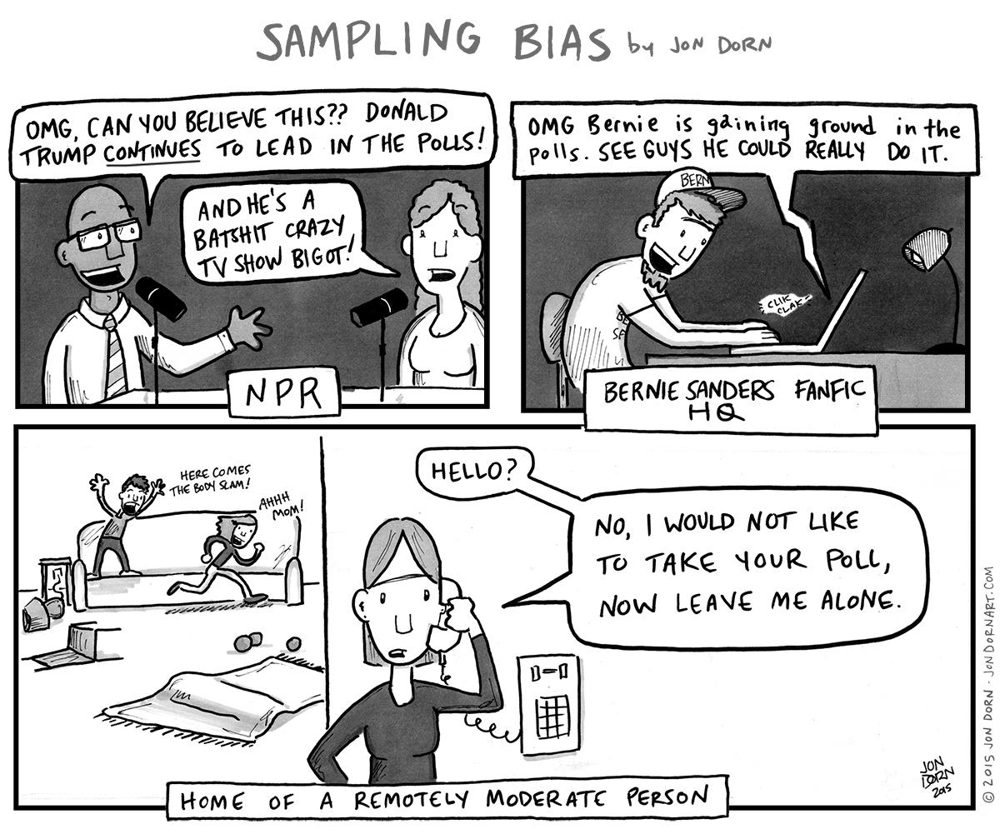 SAMPLING BIAS by JON DORN
OMG, CAN YOU BELIEVE THIS?? DONALD
TRUMP CONTINUES TO LEAD IN THE POLLS!
AND HE'S A
BATSHIT CRAZY
TV SHOW BIGOT!
NPR
OMG Bernie is gaining ground in the
polls. SEE GUYS HE COULD REALLY DO IT.
BERN
CLIK
CLAK
BE
SA
BERNIE SANDERS FANFIC
HQ
HERE COMES
THE BODY SLAM!
AHHH
MOM!
HELLO?
NO, I WOULD NOT LIKE
TO TAKE YOUR POLL,
NOW LEAVE ME ALONE.
HOME OF A REMOTELY MODERATE PERSON
JON
DORN
2015
© 2015 JON DORN · JONDORNART.COM